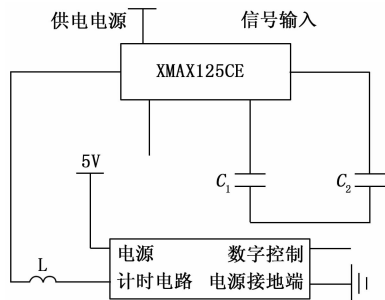 供电电源 信号输入
XMAX125CE
5V
C₁ C₂
电源 数字控制
L 计时电路 电源接地端